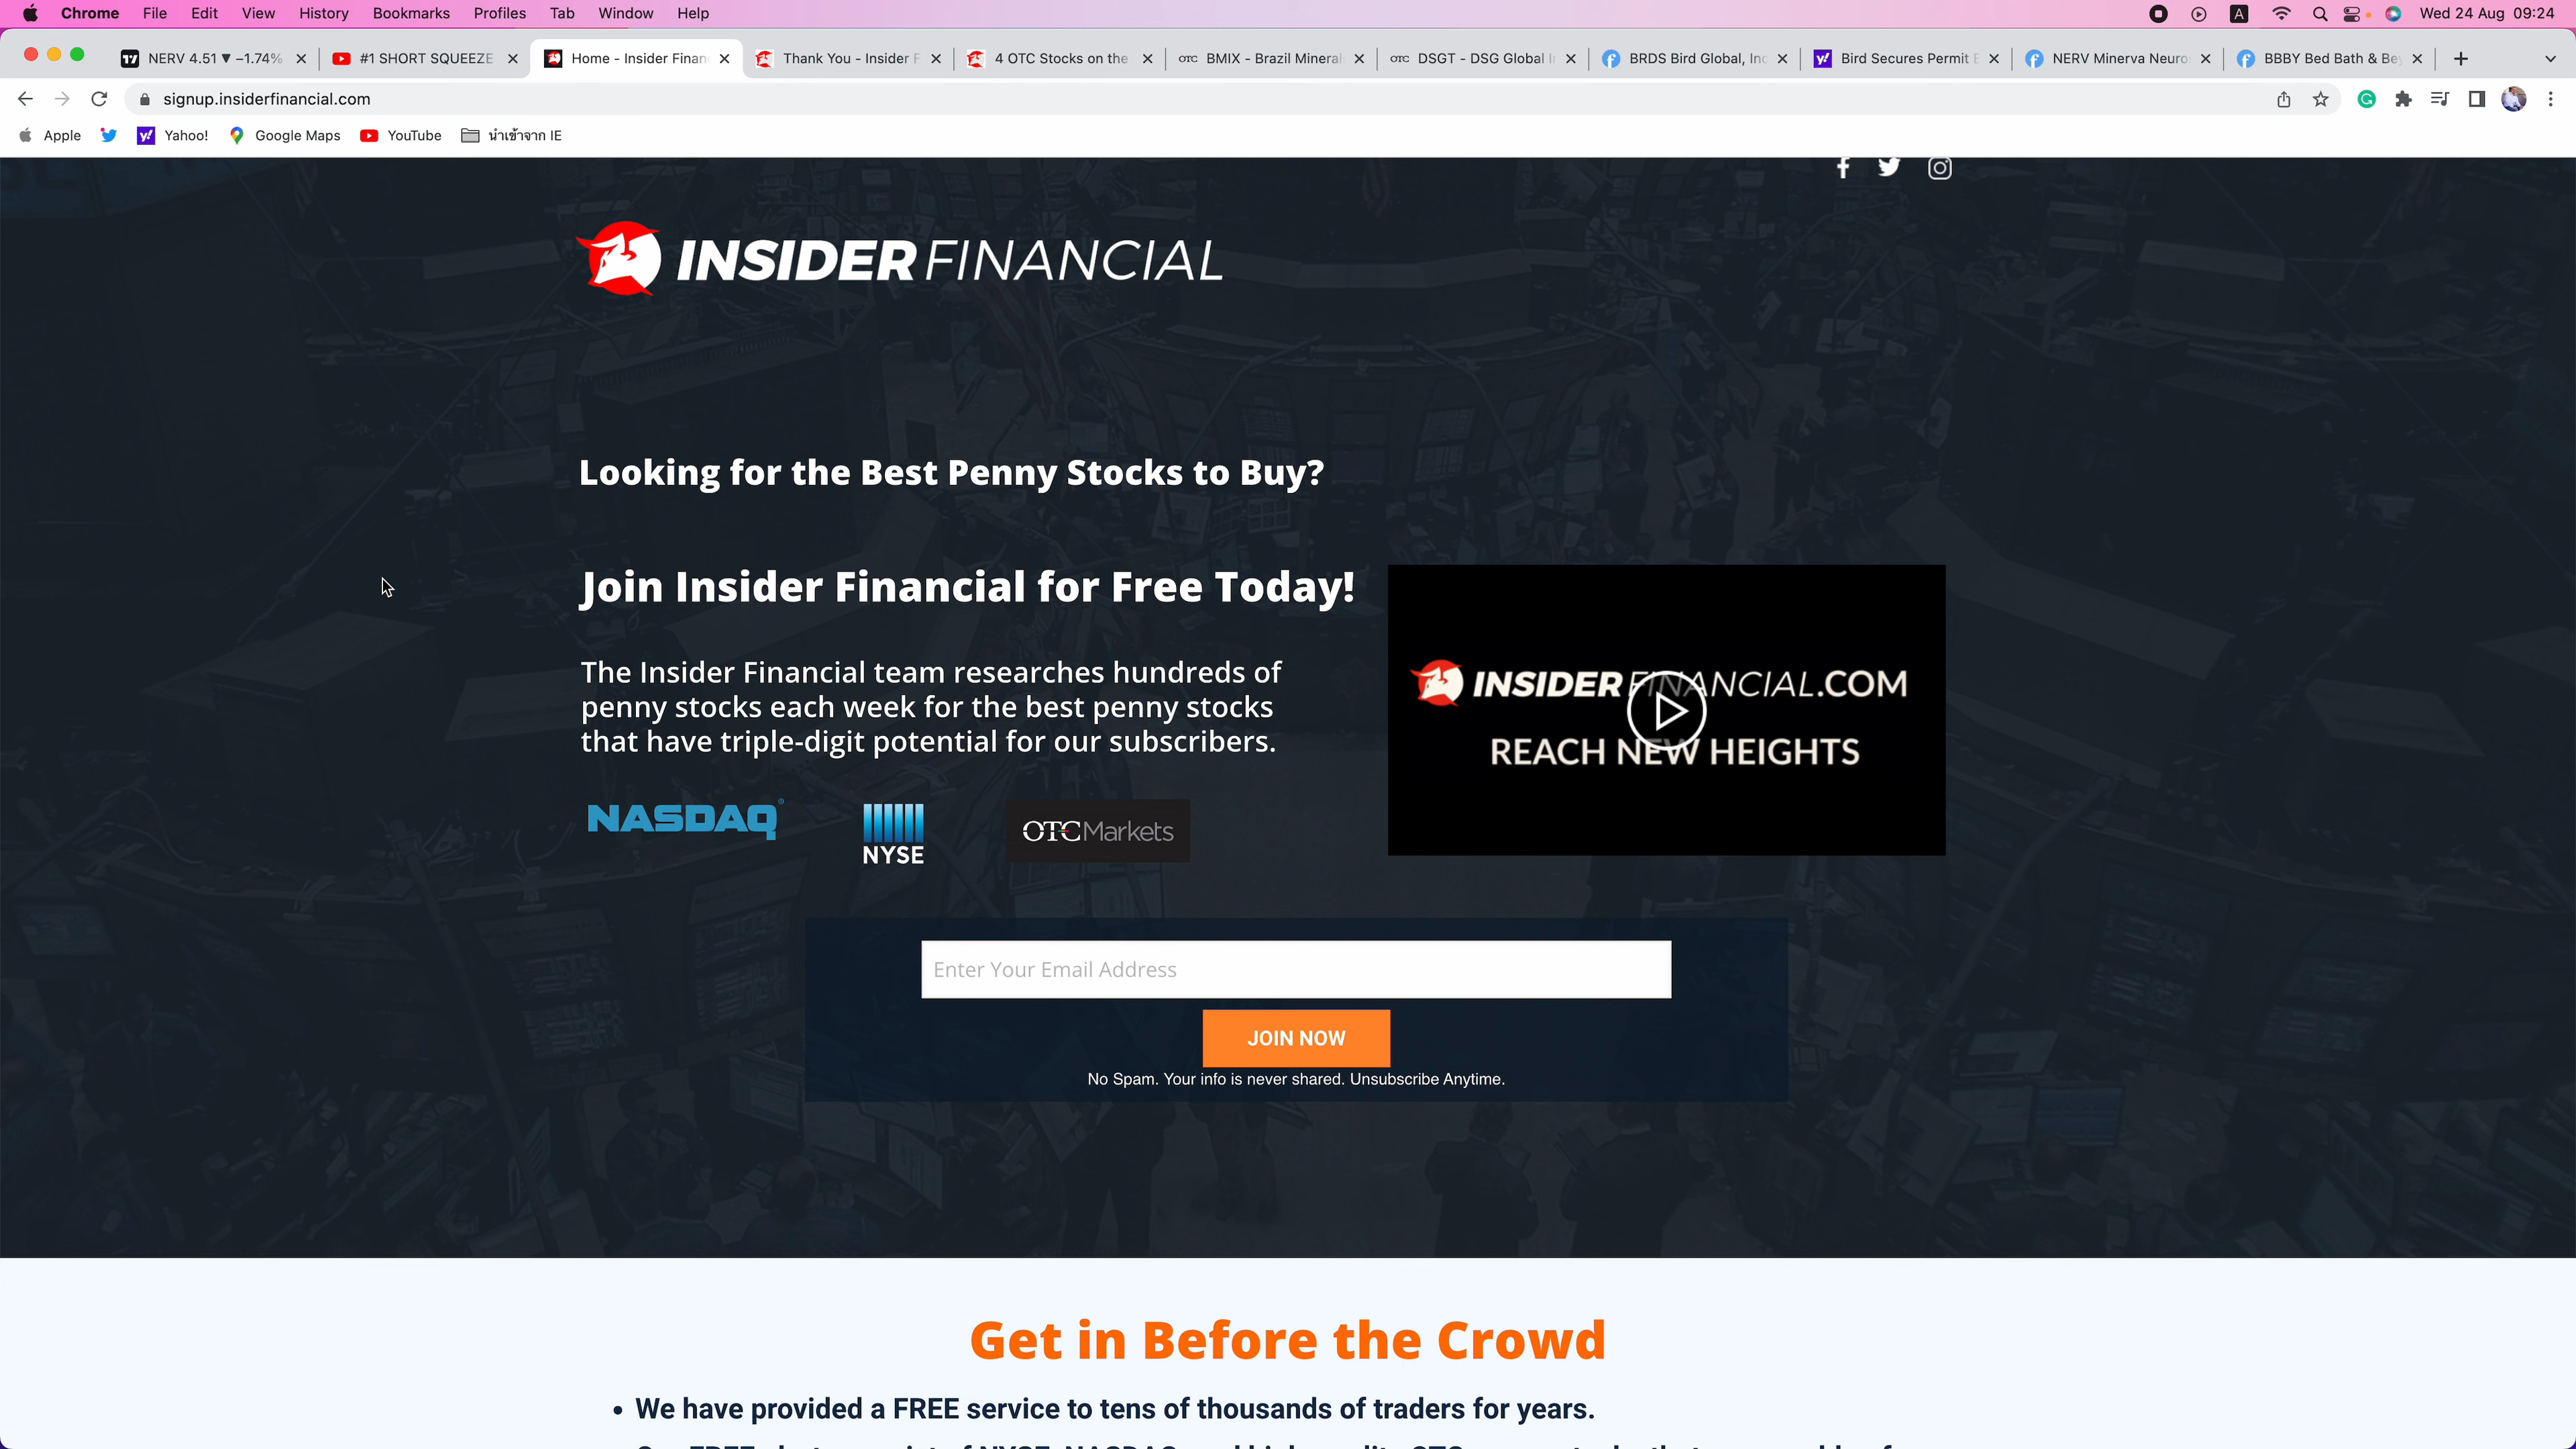 Chrome File Edit View History Bookmarks Profiles Tab Window Help A Wed 24 Aug 09:24
NERV 4.51 ▼ −1.74% #1 SHORT SQUEEZE Home - Insider Finan Thank You - Insider F 4 OTC Stocks on the OTC BMIX - Brazil Mineral OTC DSGT - DSG Global I BRDS Bird Global, Inc Bird Secures Permit E NERV Minerva Neuro BBBY Bed Bath & Be
signup.insiderfinancial.com
Apple Yahoo! Google Maps YouTube นำเข้าจาก IE
INSIDER FINANCIAL
Looking for the Best Penny Stocks to Buy?
Join Insider Financial for Free Today!
The Insider Financial team researches hundreds of
penny stocks each week for the best penny stocks
that have triple-digit potential for our subscribers.
INSIDERFINANCIAL.COM
REACH NEW HEIGHTS
NASDAQ®
NYSE
OTCMarkets
Enter Your Email Address
JOIN NOW
No Spam. Your info is never shared. Unsubscribe Anytime.
Get in Before the Crowd
• We have provided a FREE service to tens of thousands of traders for years.